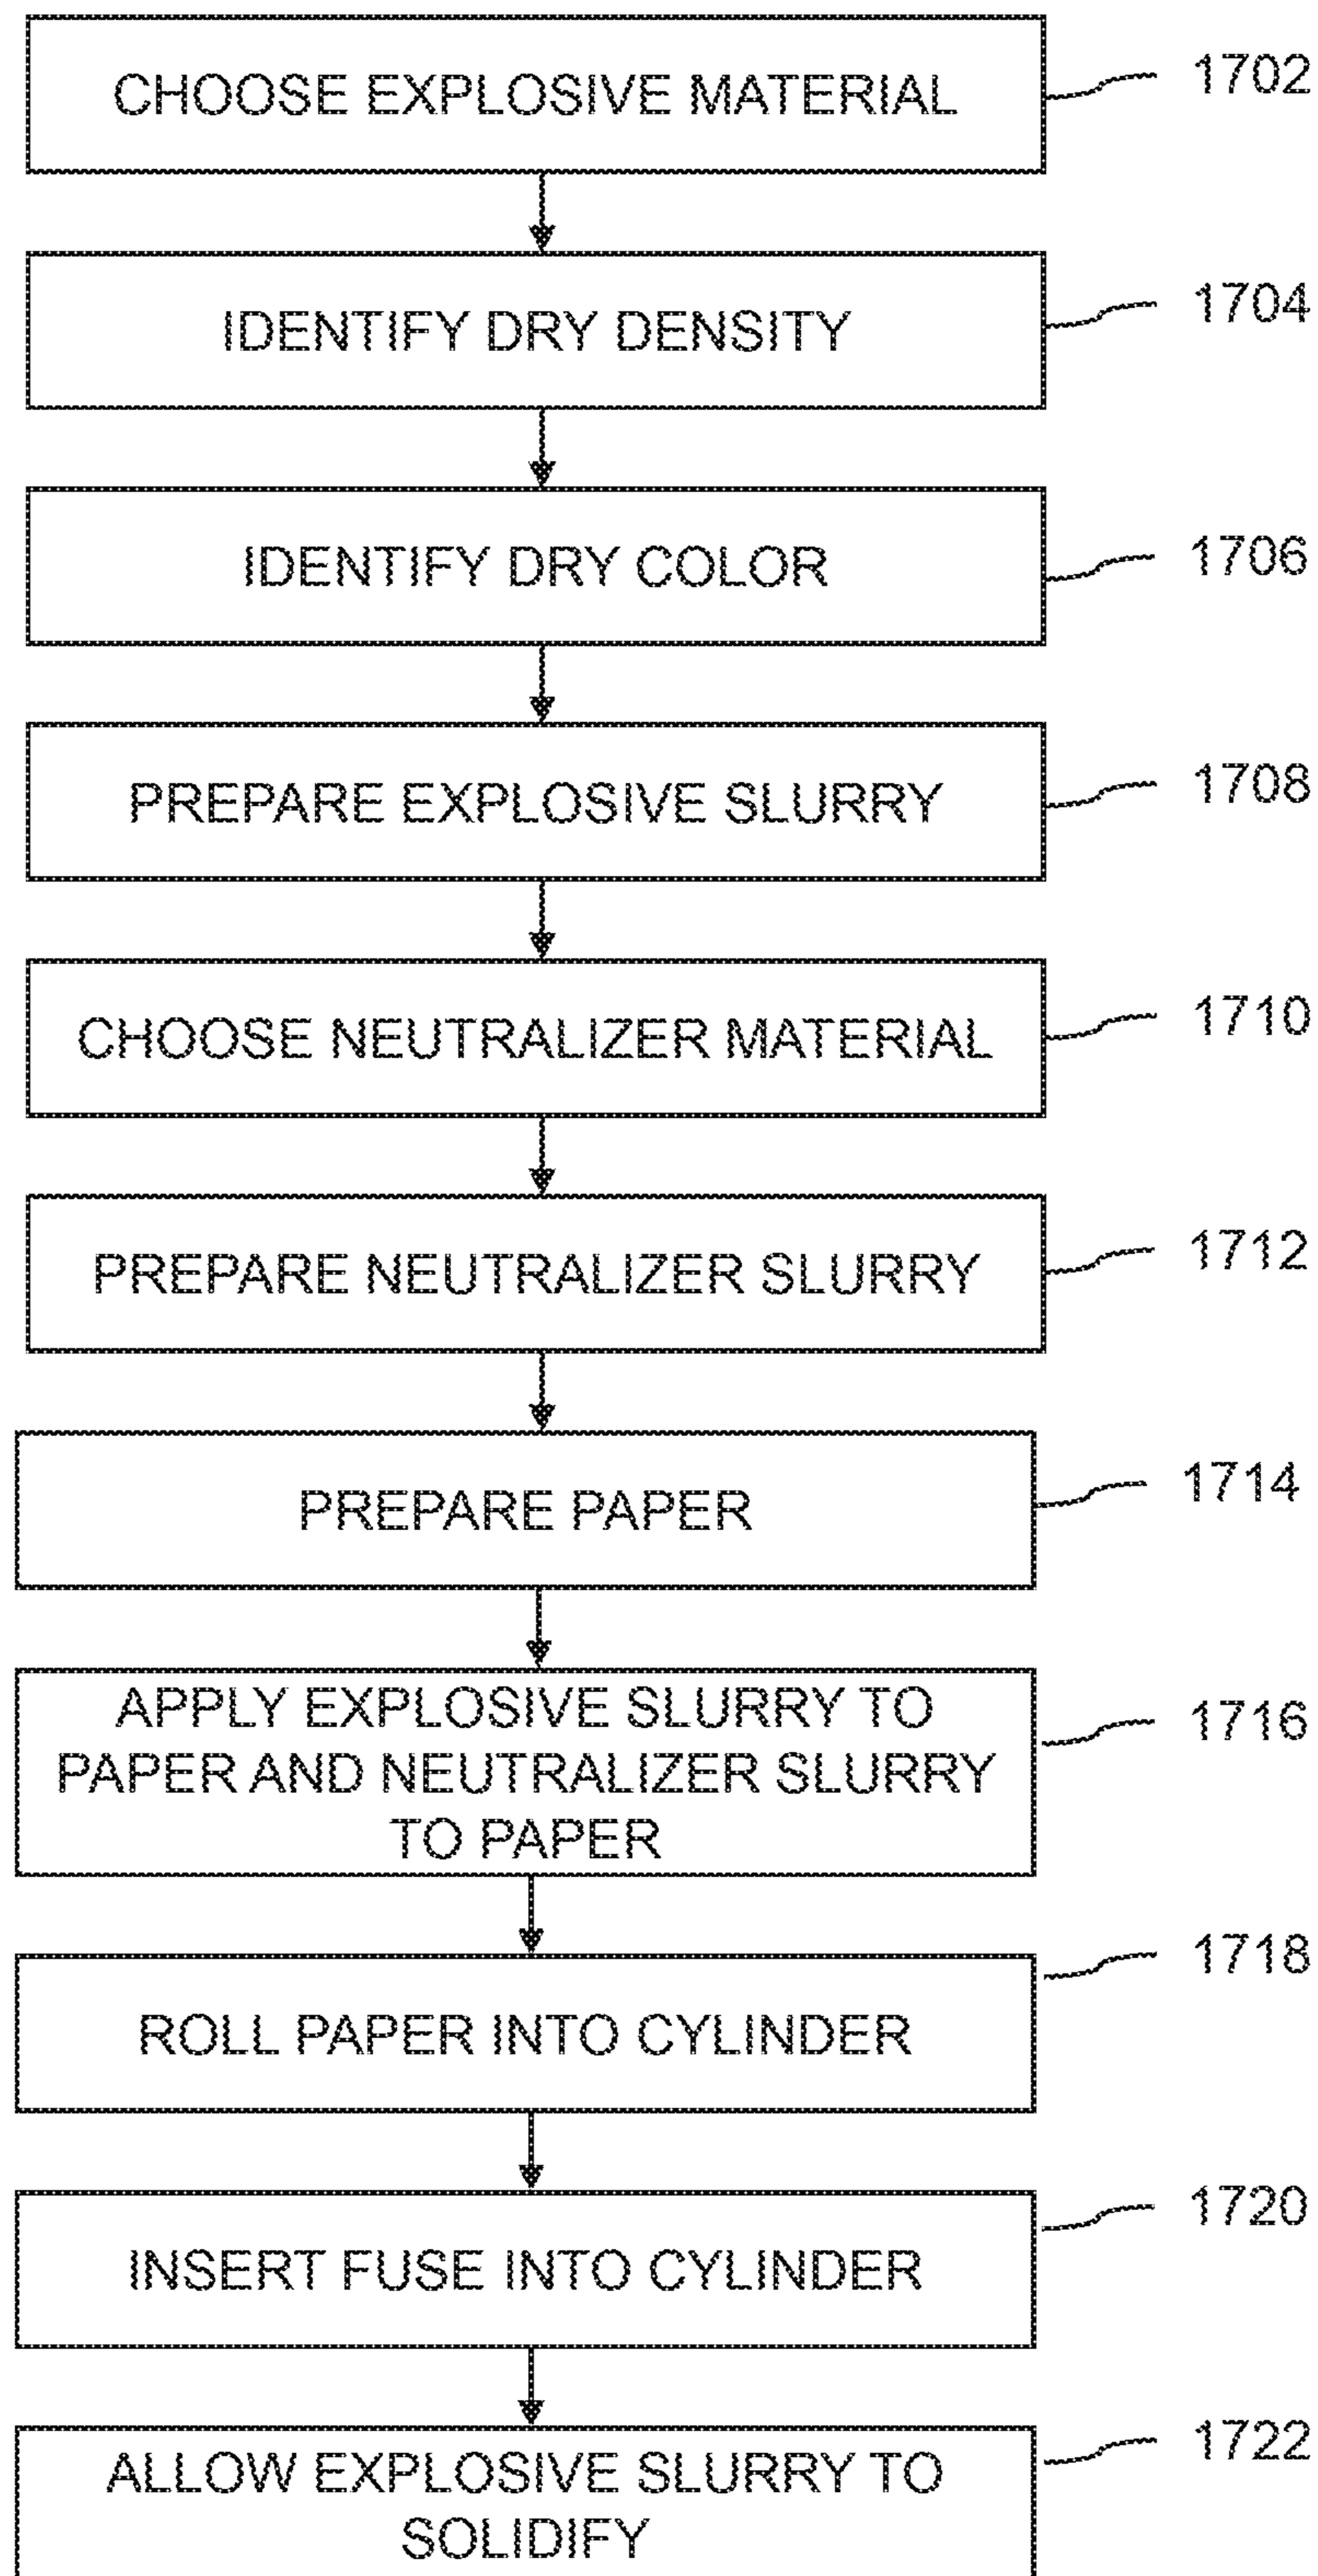 CHOOSE EXPLOSIVE MATERIAL
1702
IDENTIFY DRY DENSITY
1704
IDENTIFY DRY COLOR
1706
PREPARE EXPLOSIVE SLURRY
1708
CHOOSE NEUTRALIZER MATERIAL
1710
PREPARE NEUTRALIZER SLURRY
1712
PREPARE PAPER
1714
APPLY EXPLOSIVE SLURRY TO
PAPER AND NEUTRALIZER SLURRY
TO PAPER
1716
ROLL PAPER INTO CYLINDER
1718
INSERT FUSE INTO CYLINDER
1720
ALLOW EXPLOSIVE SLURRY TO
SOLIDIFY
1722